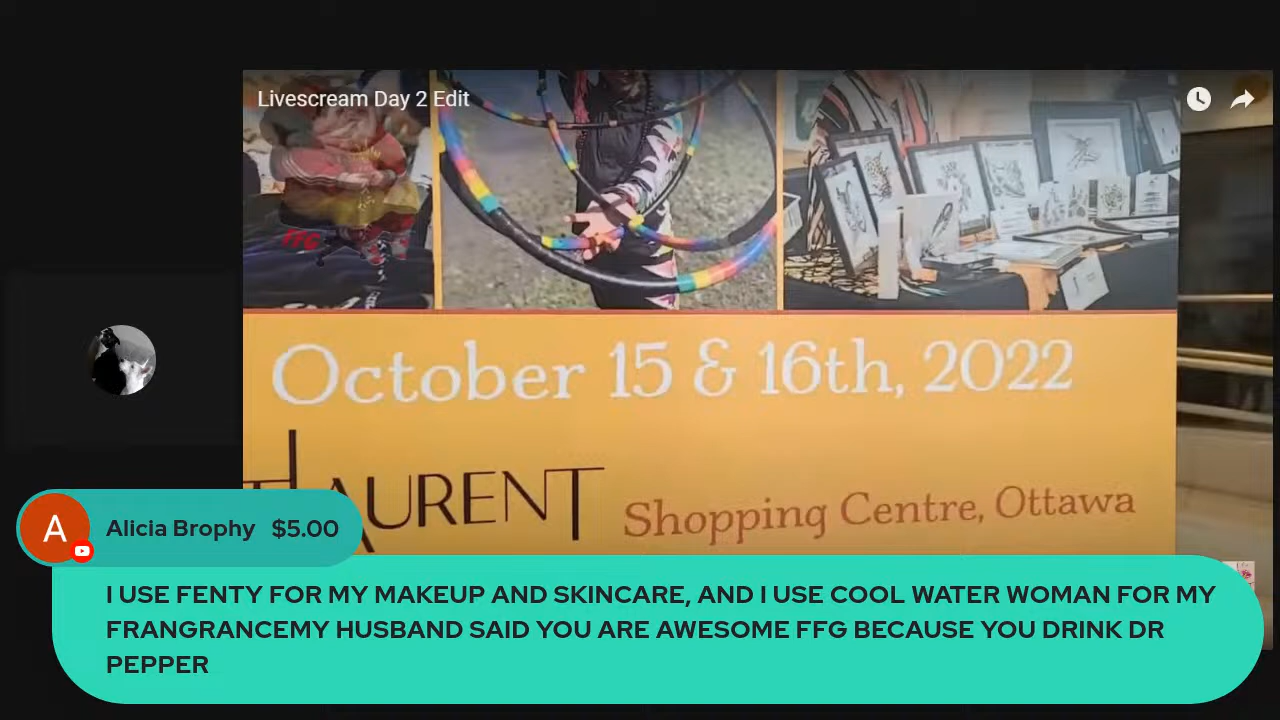 Livescream Day 2 Edit
FFG
October 15 & 16th, 2022
LAURENT Shopping Centre, Ottawa
Alicia Brophy $5.00
A
I USE FENTY FOR MY MAKEUP AND SKINCARE, AND I USE COOL WATER WOMAN FOR MY
FRANGRANCEMY HUSBAND SAID YOU ARE AWESOME FFG BECAUSE YOU DRINK DR
PEPPER